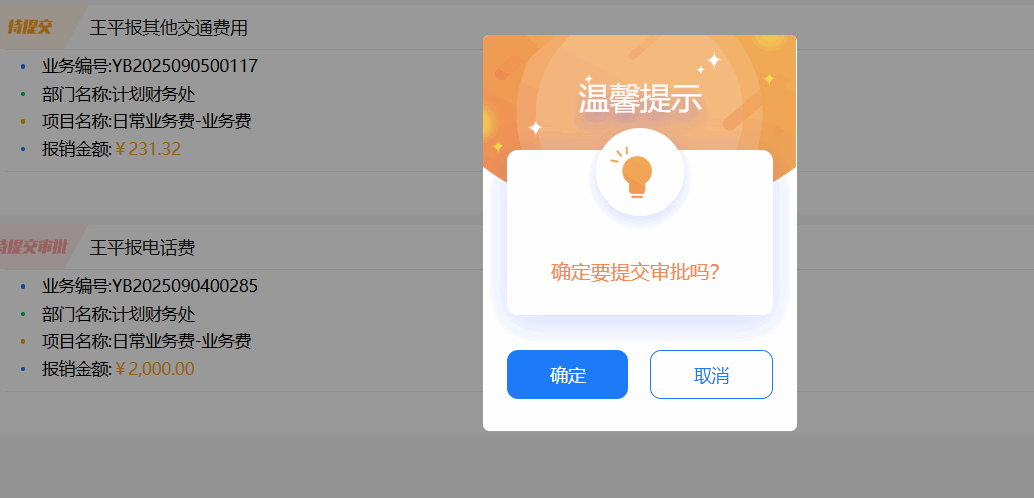 待提交
王平报其他交通费用
业务编号:YB2025090500117
部门名称:计划财务处
项目名称:日常业务费-业务费
报销金额:￥231.32
待提交审批
王平报电话费
业务编号:YB2025090400285
部门名称:计划财务处
项目名称:日常业务费-业务费
报销金额:￥2,000.00
温馨提示
确定要提交审批吗？
确定
取消